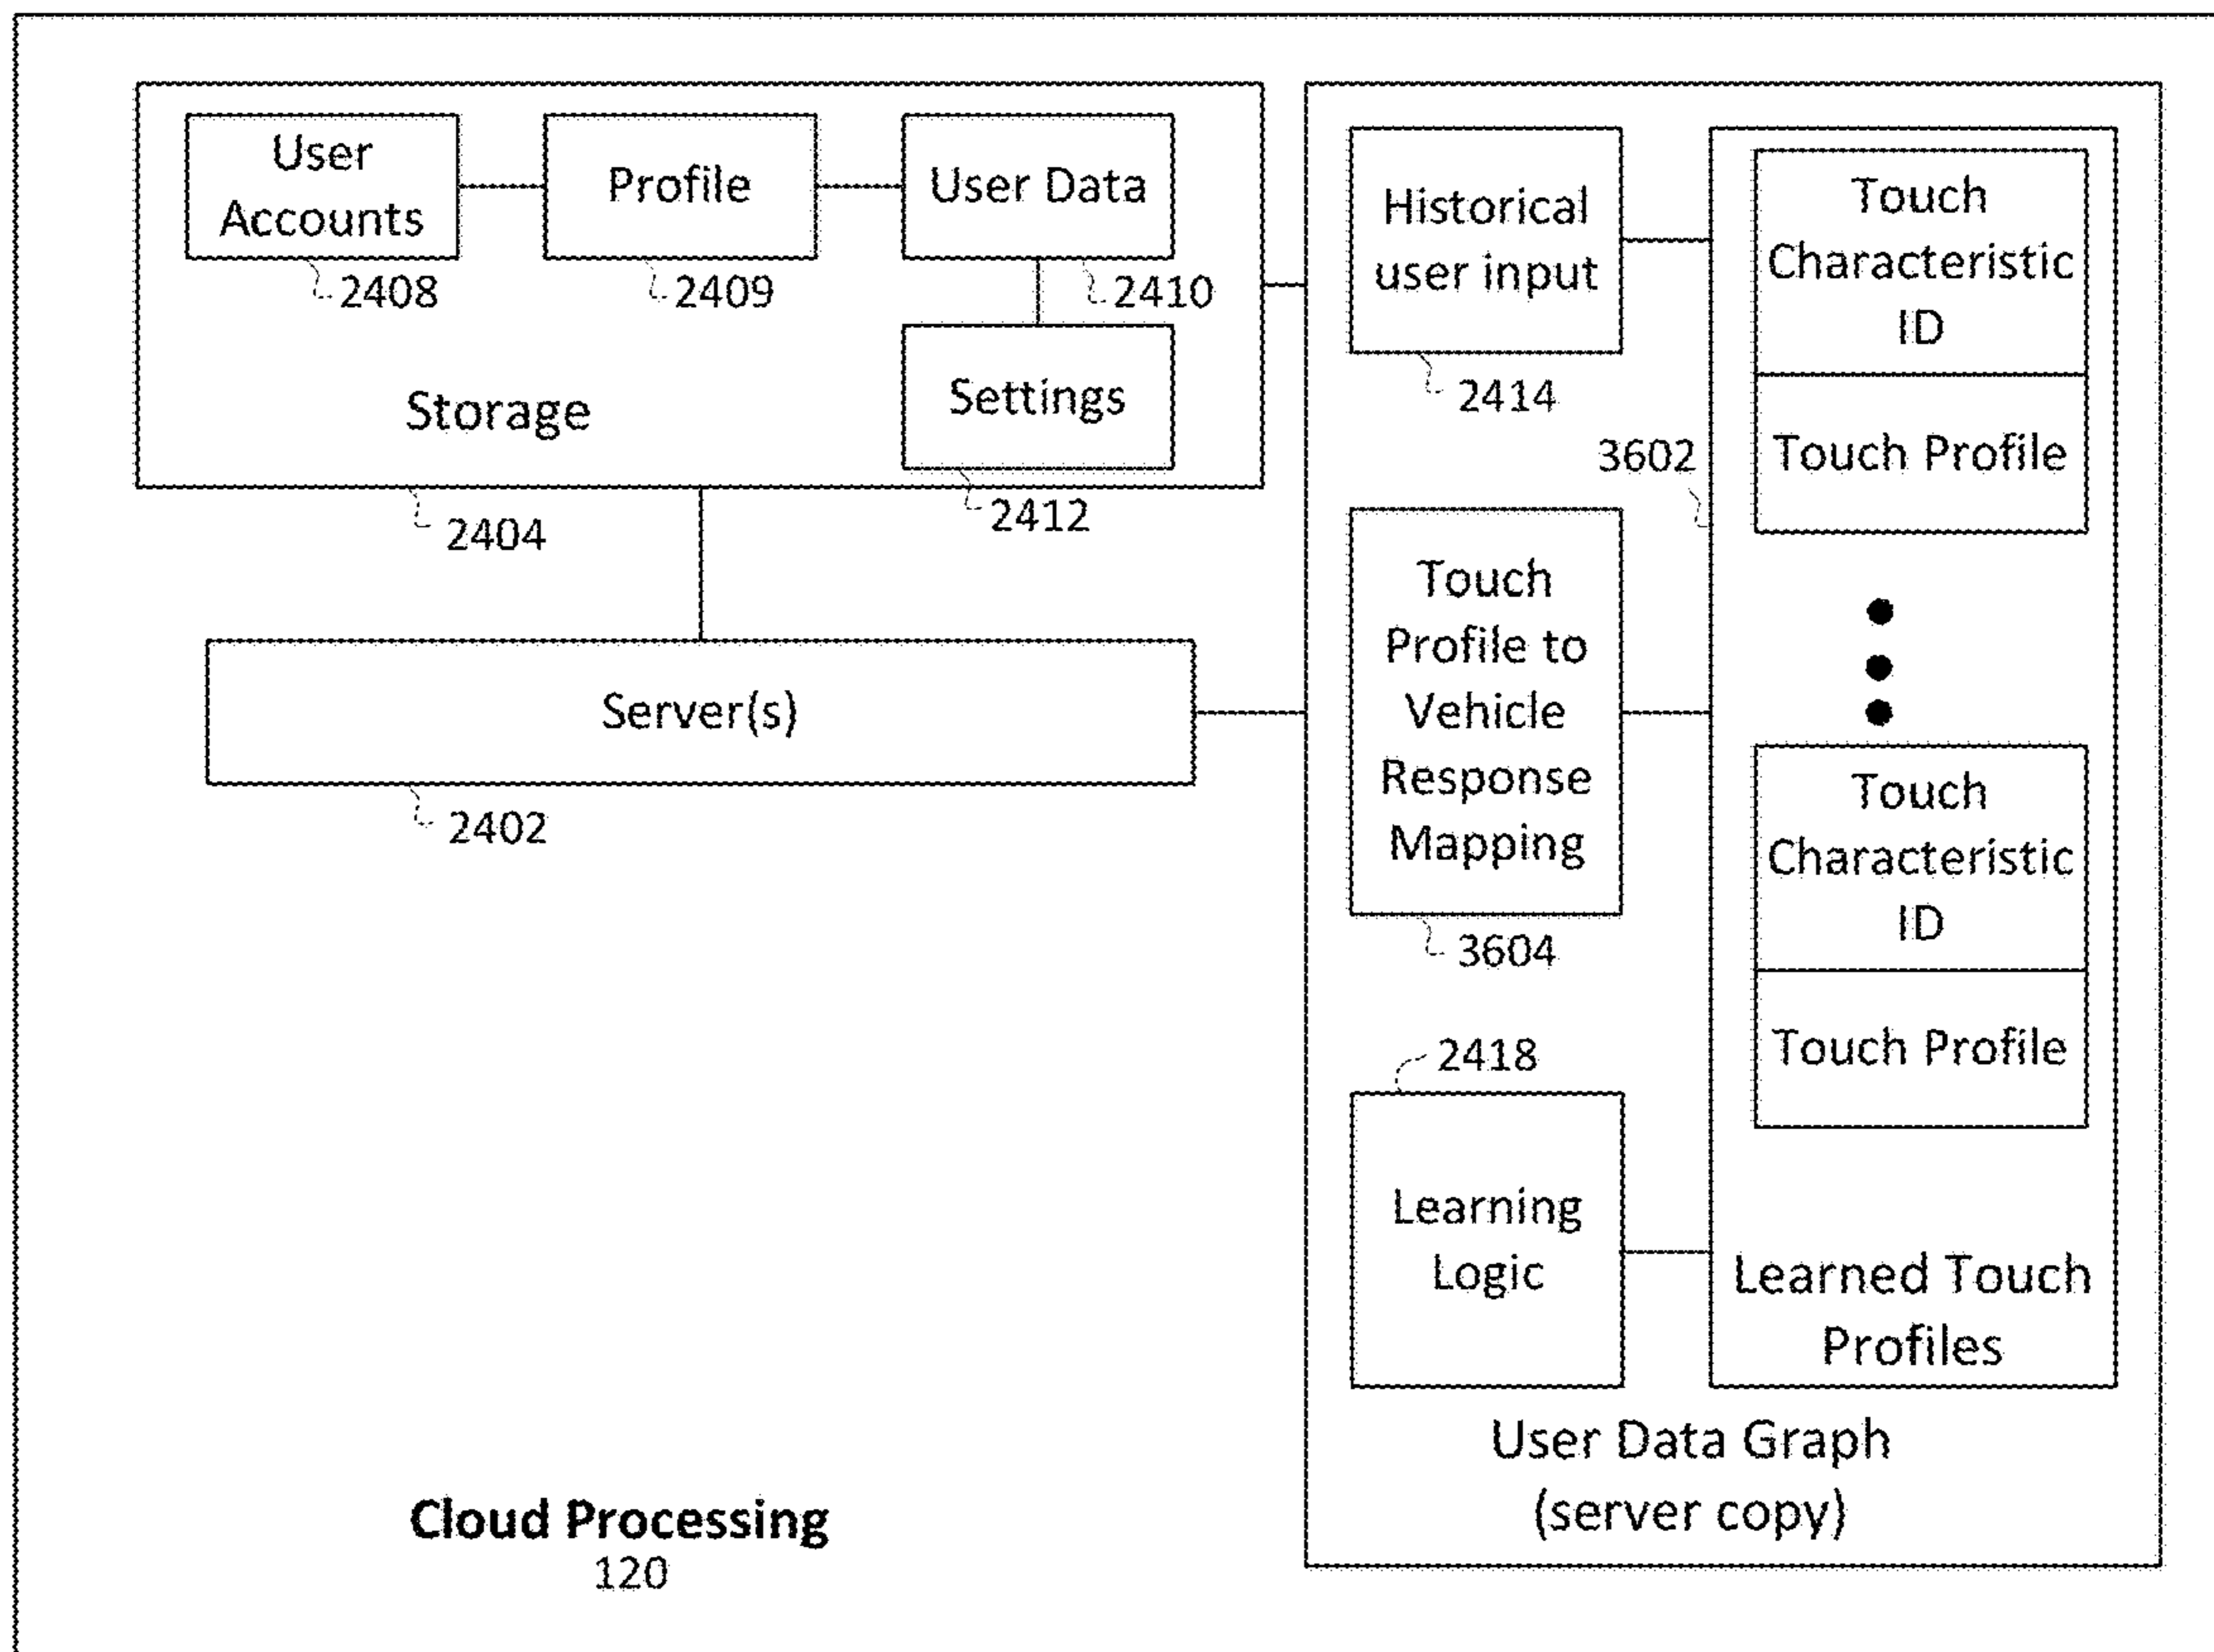 User
Accounts
2408
Profile
2409
User Data
2410
Settings
2412
Storage
2404
Server(s)
2402
Historical
user input
2414
3602
Touch
Profile to
Vehicle
Response
Mapping
3604
2418
Learning
Logic
Touch
Characteristic
ID
Touch Profile
Touch
Characteristic
ID
Touch Profile
Learned Touch
Profiles
User Data Graph
(server copy)
Cloud Processing
120